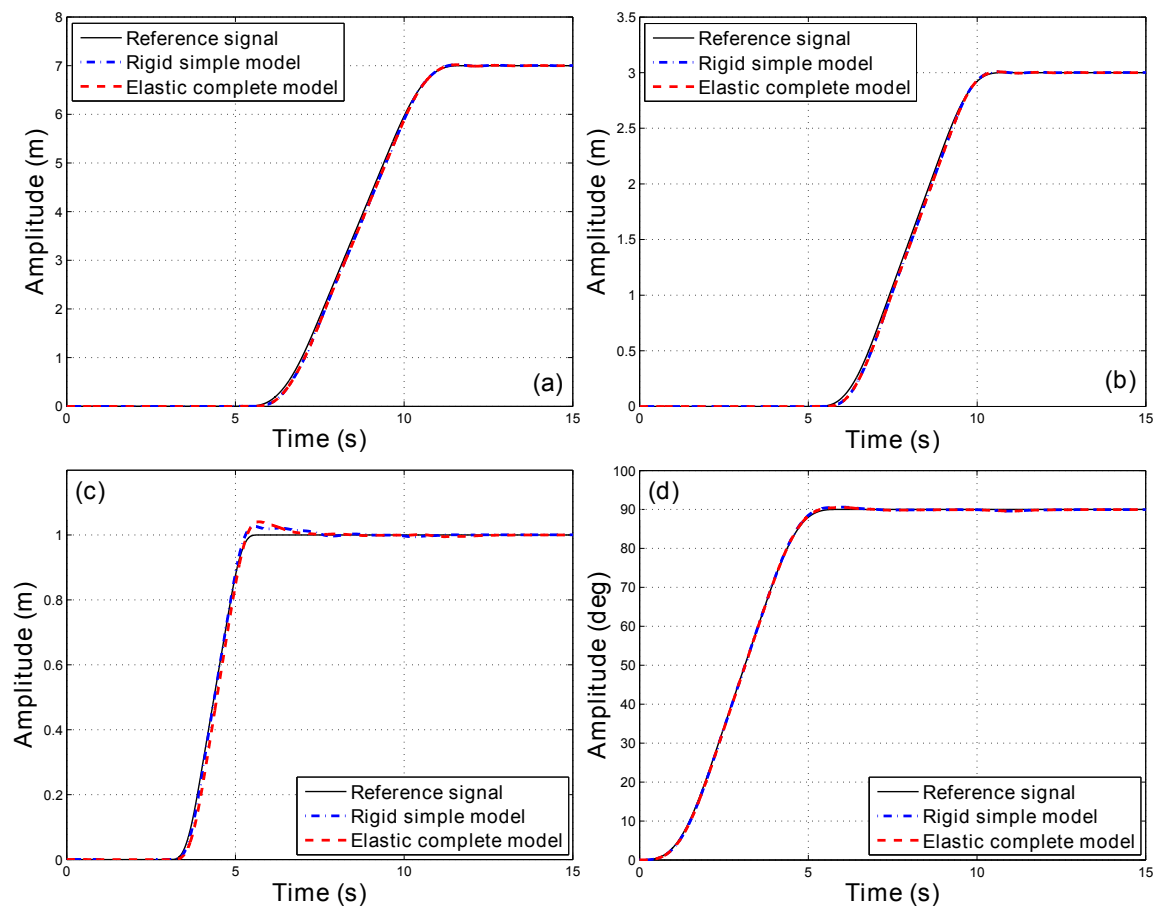 8
7
6
5
4
3
2
1
0
Amplitude (m)
Reference signal
Rigid simple model
Elastic complete model
(a)
0 5 10 15
Time (s)
3.5
3
2.5
2
1.5
1
0.5
0
Amplitude (m)
Reference signal
Rigid simple model
Elastic complete model
(b)
0 5 10 15
Time (s)
(c)
1
0.8
0.6
0.4
0.2
0
Amplitude (m)
Reference signal
Rigid simple model
Elastic complete model
0 5 10 15
Time (s)
(d)
100
90
80
70
60
50
40
30
20
10
0
Amplitude (deg)
Reference signal
Rigid simple model
Elastic complete model
0 5 10 15
Time (s)